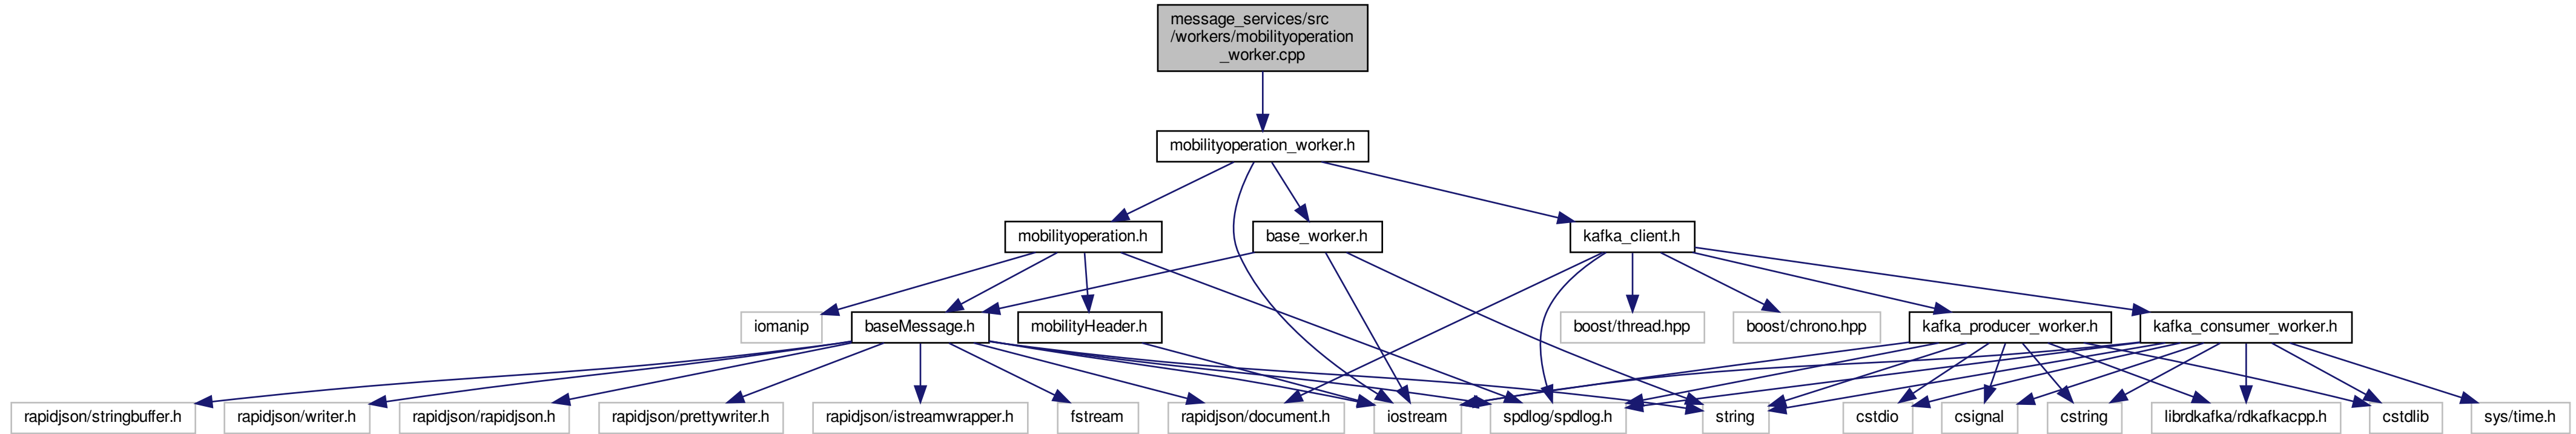 message_services/src
/workers/mobilityoperation
_worker.cpp
mobilityoperation_worker.h
mobilityoperation.h
base_worker.h
kafka_client.h
iomanip
baseMessage.h
mobilityHeader.h
boost/thread.hpp
boost/chrono.hpp
kafka_producer_worker.h
kafka_consumer_worker.h
rapidjson/stringbuffer.h
rapidjson/writer.h
rapidjson/rapidjson.h
rapidjson/prettywriter.h
rapidjson/istreamwrapper.h
fstream
rapidjson/document.h
iostream
spdlog/spdlog.h
string
cstdio
csignal
cstring
librdkafka/rdkafkacpp.h
cstdlib
sys/time.h